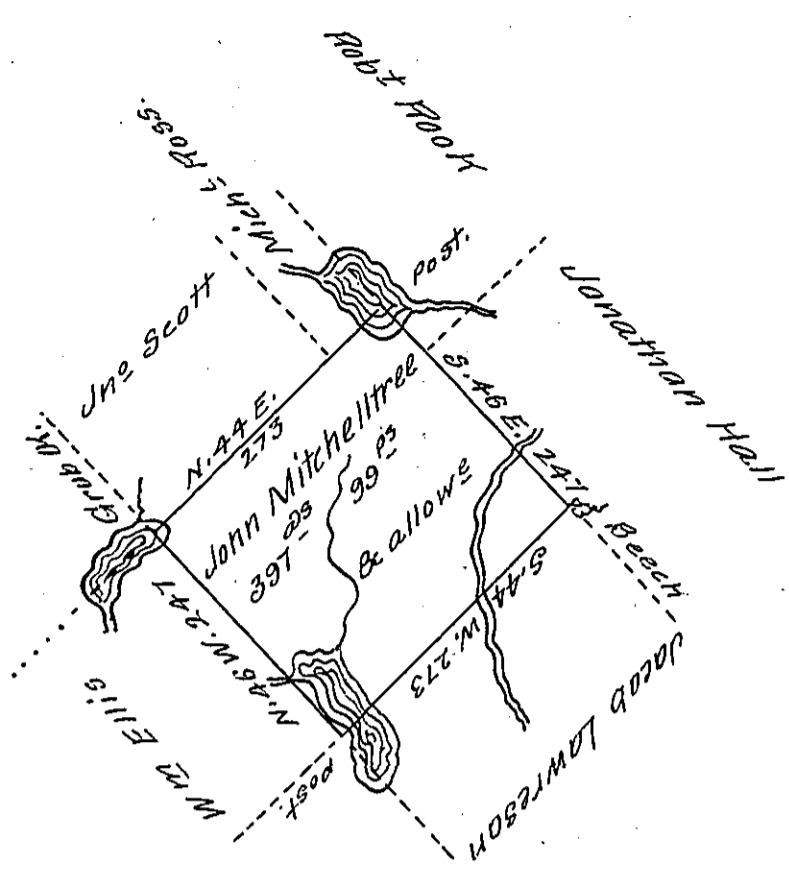 Robt Rook
Mich.l Ross.
post.
Jno Scott
Jonathan Hall
Grub Ok.
N. 44 E.
273
S. 46 E. 247
John Mitchelltree
397 as 99 ps
& allowe
Beech
S. 44 W. 273
N. 46 W. 247
Wm Ellis
post.
Jacob Lawreson